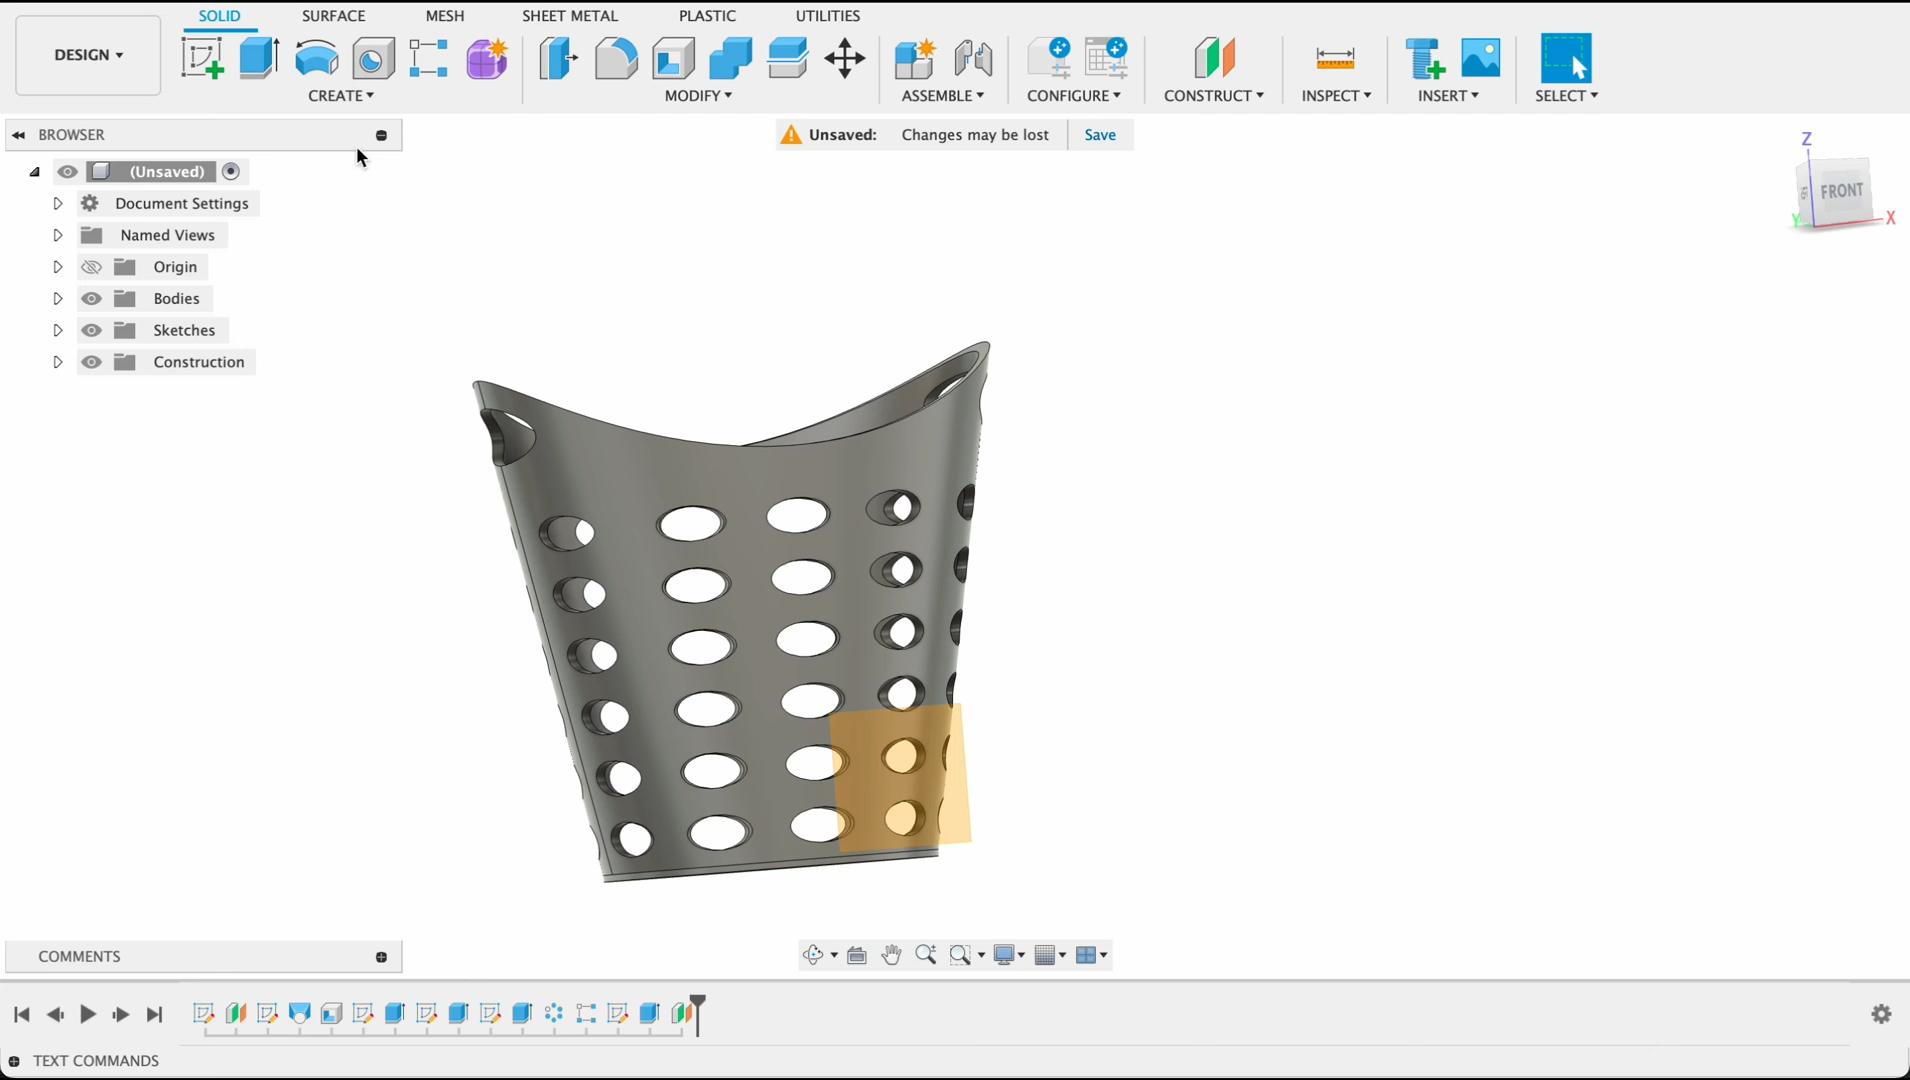 SOLID SURFACE MESH SHEET METAL PLASTIC UTILITIES
DESIGN
CREATE MODIFY ASSEMBLE CONFIGURE CONSTRUCT INSPECT INSERT SELECT
BROWSER
Unsaved: Changes may be lost Save
(Unsaved)
Document Settings
Named Views
Origin
Bodies
Sketches
Construction
Z
FRONT
Y
X
COMMENTS
TEXT COMMANDS